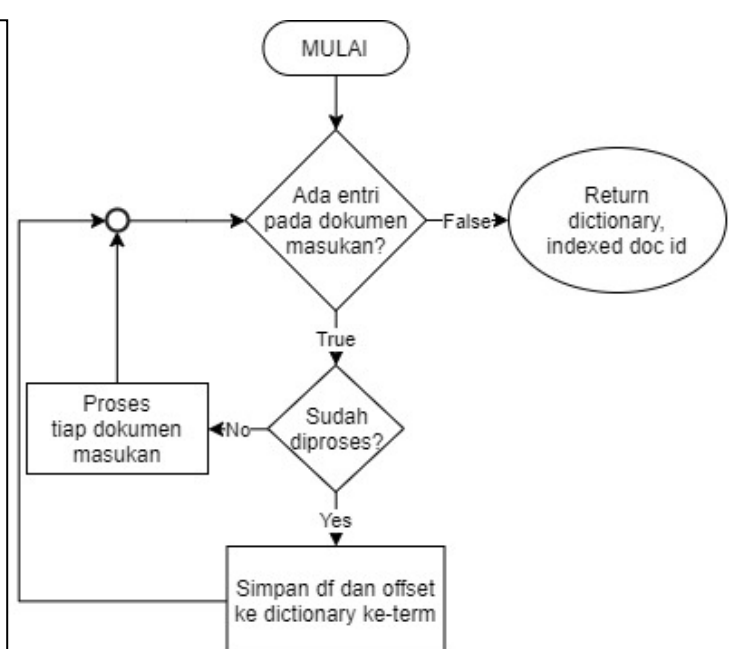 MULAI
Ada entri
pada dokumen
masukan?
False
Return
dictionary,
indexed doc id
True
Proses
tiap dokumen
masukan
No
Sudah
diproses?
Yes
Simpan df dan offset
ke dictionary ke-term